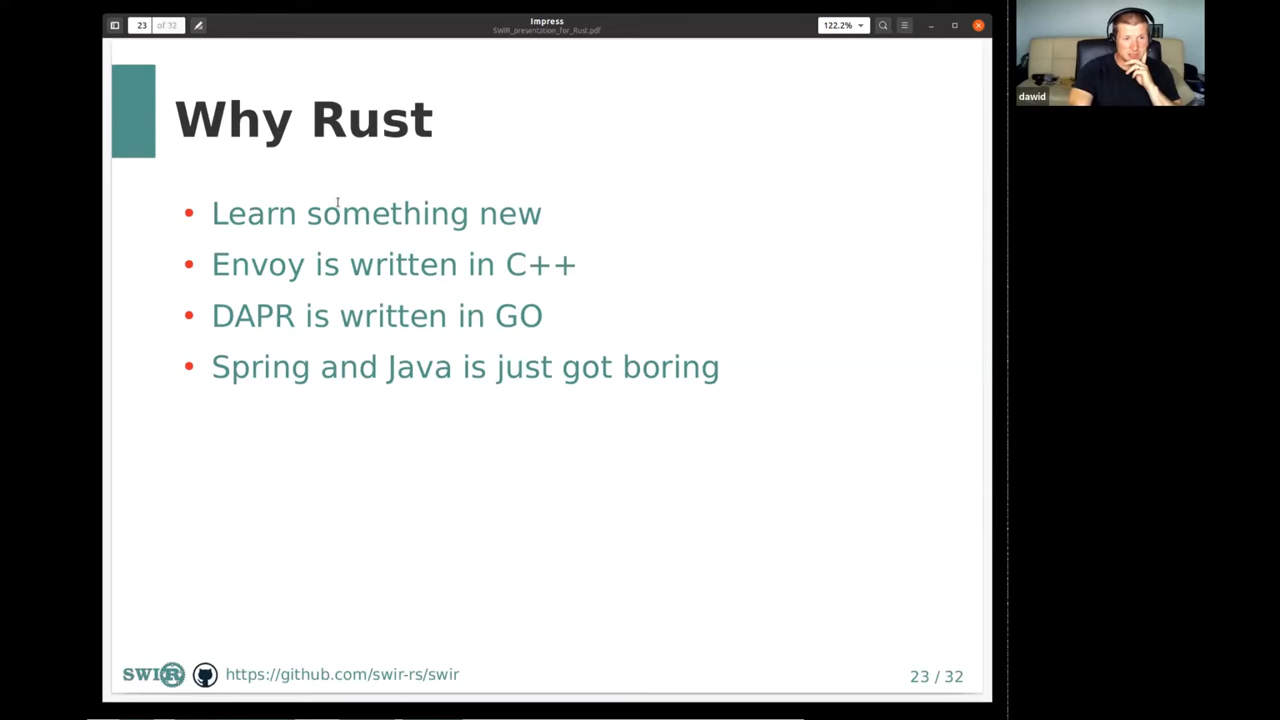 23 of 32
Impress
SWIR_presentation_for_Rust.pdf
122.2%
dawid
Why Rust
• Learn something new
• Envoy is written in C++
• DAPR is written in GO
• Spring and Java is just got boring
SWIR
https://github.com/swir-rs/swir
23 / 32